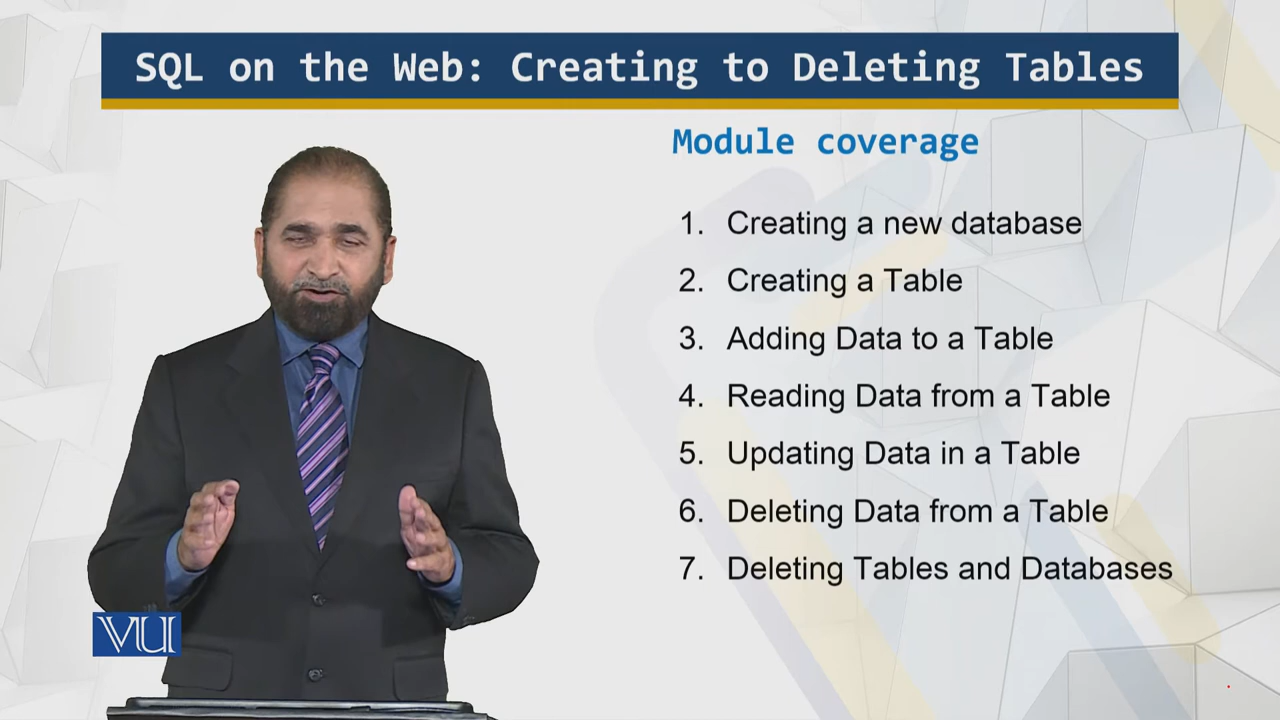 SQL on the Web: Creating to Deleting Tables
Module coverage
1. Creating a new database
2. Creating a Table
3. Adding Data to a Table
4. Reading Data from a Table
5. Updating Data in a Table
6. Deleting Data from a Table
7. Deleting Tables and Databases
VU